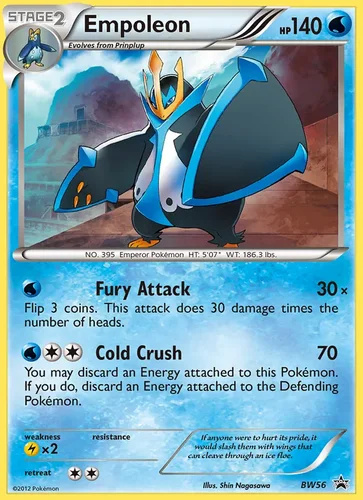 STAGE2
Empoleon
HP140
Evolves from Prinplup
NO. 395 Emperor Pokémon HT: 5'07" WT: 186.3 lbs.
Fury Attack 30×
Flip 3 coins. This attack does 30 damage times the
number of heads.
Cold Crush 70
You may discard an Energy attached to this Pokémon.
If you do, discard an Energy attached to the Defending
Pokémon.
weakness resistance
×2
retreat
If anyone were to hurt its pride, it
would slash them with wings that
can cleave through an ice floe.
©2012 Pokémon
Illus. Shin Nagasawa
BW56
PROMO